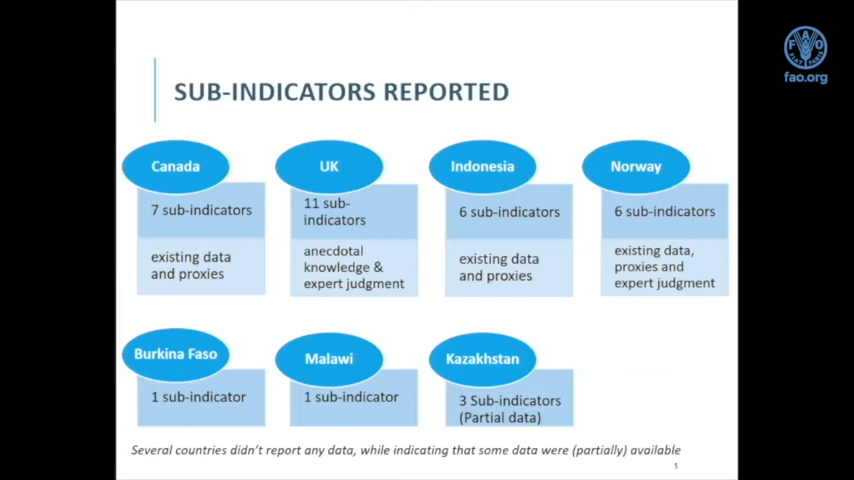 SUB-INDICATORS REPORTED
Canada
7 sub-indicators
existing data
and proxies
UK
11 sub-
indicators
anecdotal
knowledge &
expert judgment
Indonesia
6 sub-indicators
existing data
and proxies
Norway
6 sub-indicators
existing data,
proxies and
expert judgment
Burkina Faso
1 sub-indicator
Malawi
1 sub-indicator
Kazakhstan
3 Sub-indicators
(Partial data)
Several countries didn't report any data, while indicating that some data were (partially) available
5
FAO
FIAT PANIS
fao.org